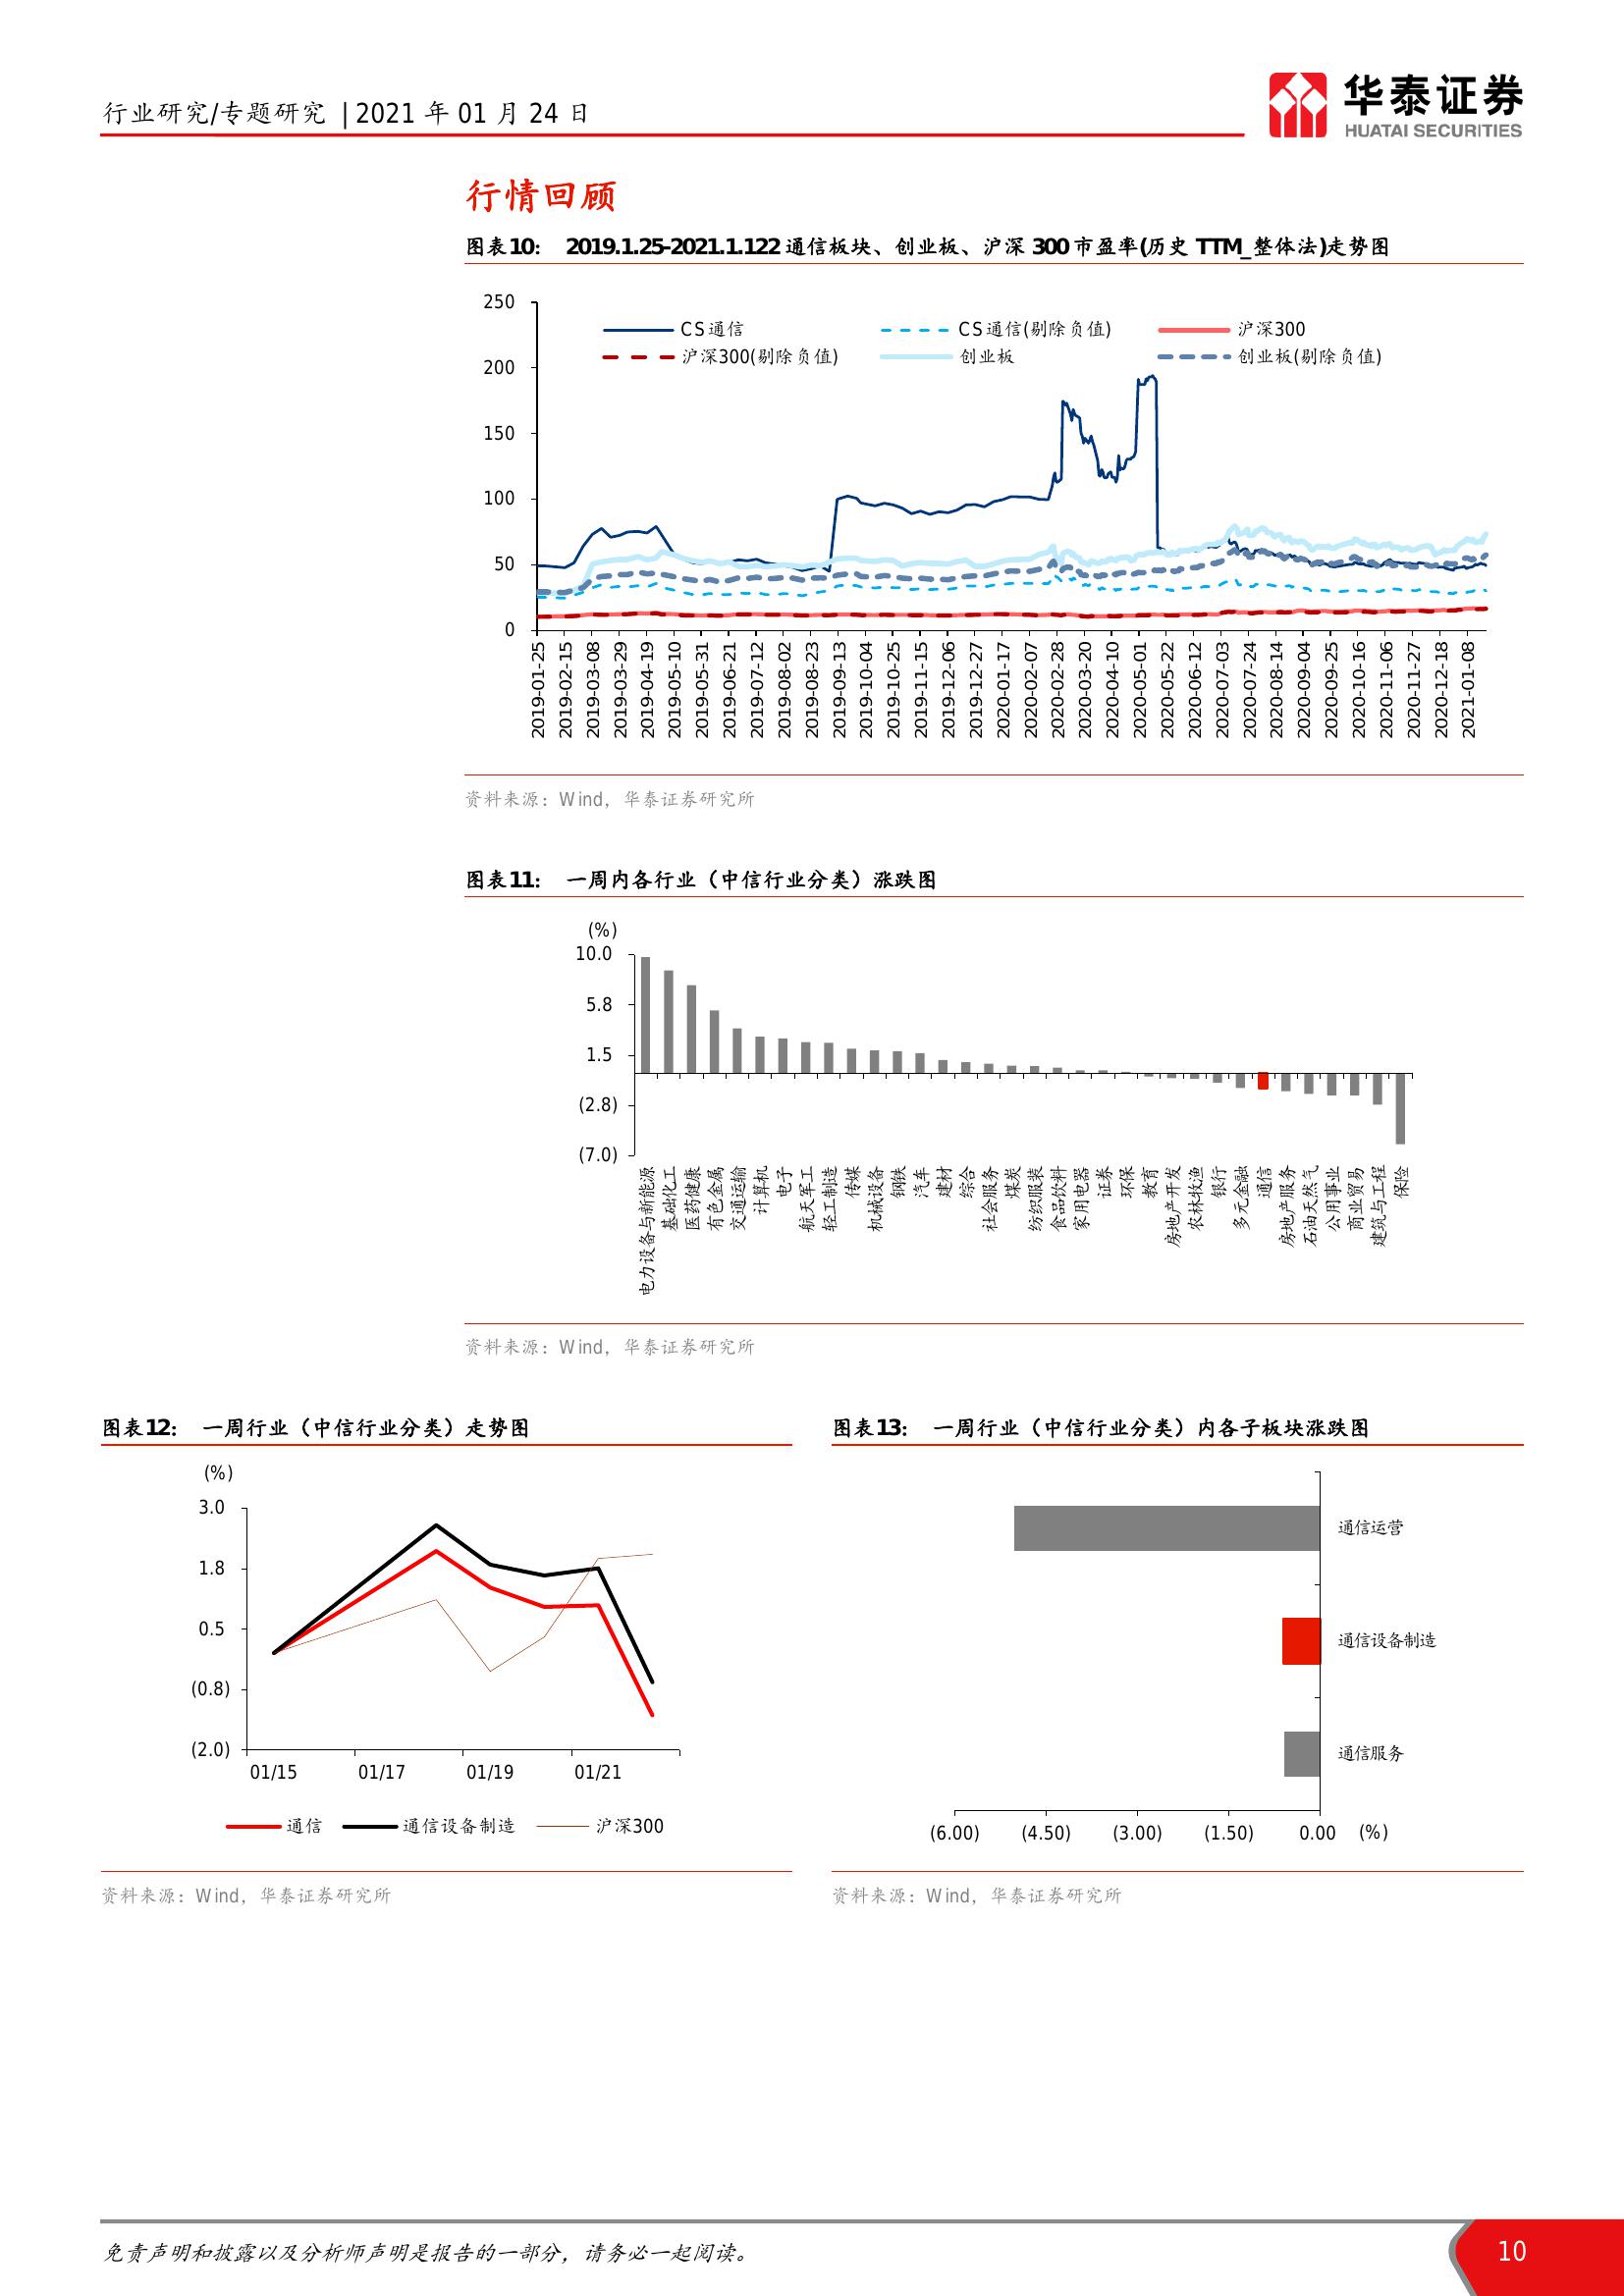 行业研究/专题研究 | 2021 年 01 月 24 日
华泰证券
HUATAI SECURITIES
行情回顾
图表10: 2019.1.25-2021.1.122 通信板块、创业板、沪深 300 市盈率(历史 TTM_整体法)走势图
250
200
150
100
50
0
CS通信
CS通信(剔除负值)
沪深300
沪深300(剔除负值)
创业板
创业板(剔除负值)
2019-01-25
2019-02-15
2019-03-08
2019-03-29
2019-04-19
2019-05-10
2019-05-31
2019-06-21
2019-07-12
2019-08-02
2019-08-23
2019-09-13
2019-10-04
2019-10-25
2019-11-15
2019-12-06
2019-12-27
2020-01-17
2020-02-07
2020-02-28
2020-03-20
2020-04-10
2020-05-01
2020-05-22
2020-06-12
2020-07-03
2020-07-24
2020-08-14
2020-09-04
2020-09-25
2020-10-16
2020-11-06
2020-11-27
2020-12-18
2021-01-08
资料来源：Wind，华泰证券研究所
图表11: 一周内各行业（中信行业分类）涨跌图
(%)
10.0
5.8
1.5
(2.8)
(7.0)
电力设备与新能源
基础化工
医药健康
有色金属
交通运输
计算机
电子
航天军工
轻工制造
传媒
机械设备
钢铁
汽车
建材
综合
社会服务
煤炭
纺织服装
食品饮料
家用电器
证券
环保
教育
房地产开发
农林牧渔
银行
多元金融
通信
房地产服务
石油天然气
公用事业
商业贸易
建筑与工程
保险
资料来源：Wind，华泰证券研究所
图表12: 一周行业（中信行业分类）走势图
(%)
3.0
1.8
0.5
(0.8)
(2.0)
01/15
01/17
01/19
01/21
通信
通信设备制造
沪深300
资料来源：Wind，华泰证券研究所
图表13: 一周行业（中信行业分类）内各子板块涨跌图
通信运营
通信设备制造
通信服务
(6.00)
(4.50)
(3.00)
(1.50)
0.00
(%)
资料来源：Wind，华泰证券研究所
免责声明和披露以及分析师声明是报告的一部分，请务必一起阅读。
10